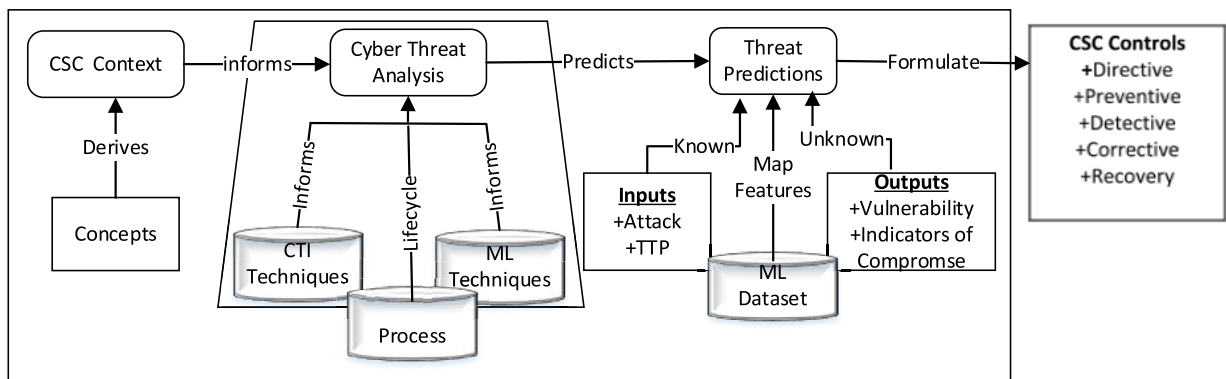 CSC Context
informs
Cyber Threat
Analysis
Predicts
Threat
Predictions
Formulate
CSC Controls
+Directive
+Preventive
+Detective
+Corrective
+Recovery
Derives
Concepts
Informs
Lifecycle
Informs
CTI
Techniques
ML
Techniques
Process
Known
Map
Features
Unknown
Inputs
+Attack
+TTP
Outputs
+Vulnerability
+Indicators of
Compromse
ML
Dataset